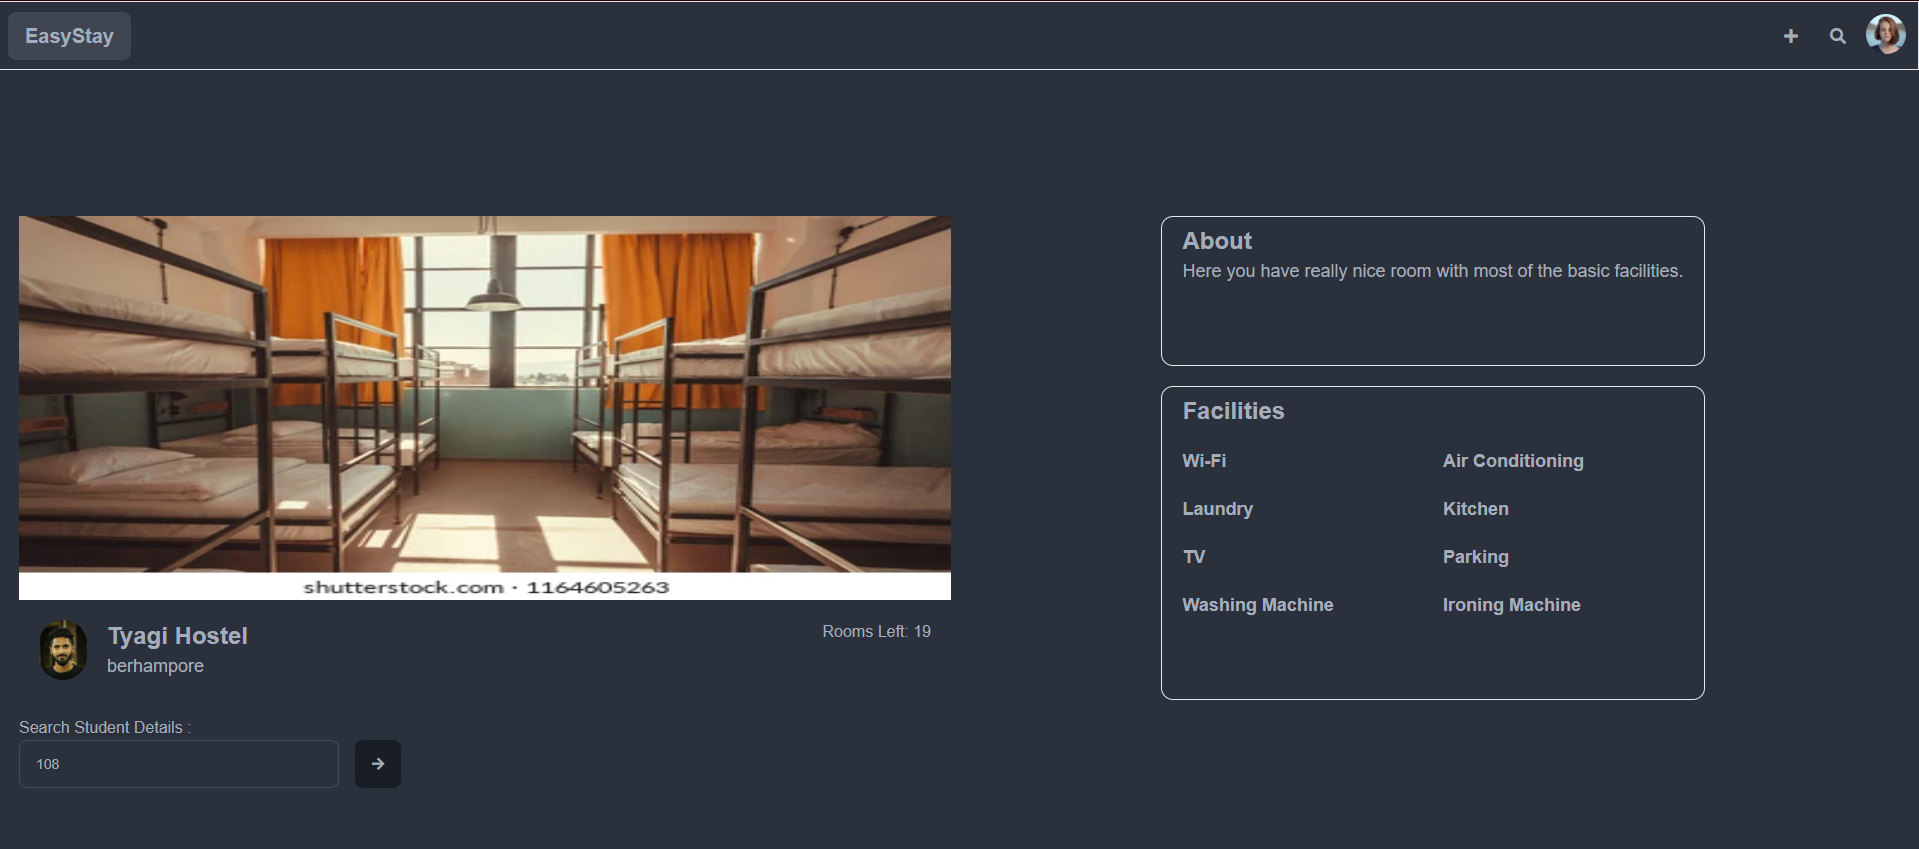 EasyStay
shutterstock.com · 1164605263
Tyagi Hostel
berhampore
Rooms Left: 19
Search Student Details :
108
About
Here you have really nice room with most of the basic facilities.
Facilities
Wi-Fi
Air Conditioning
Laundry
Kitchen
TV
Parking
Washing Machine
Ironing Machine